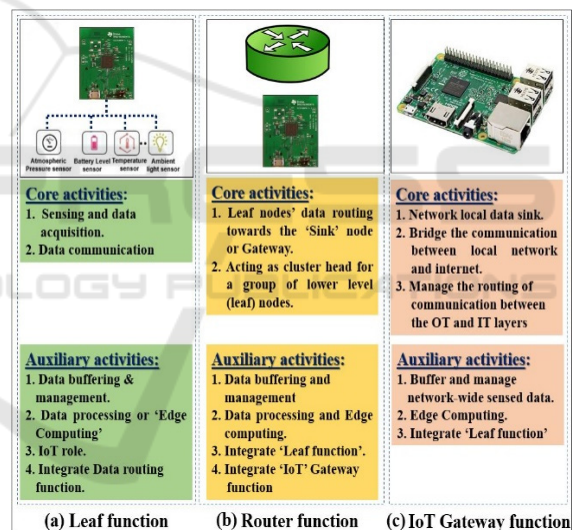 Atmospheric
Pressure sensor
Battery Level
sensor
Temperature
sensor
Ambient
light sensor
Core activities:
1. Sensing and data
acquisition.
2. Data communication
Auxiliary activities:
1. Data buffering &
management.
2. Data processing or ‘Edge
Computing’
3. IoT role.
4. Integrate Data routing
function.
(a) Leaf function
Core activities:
1. Leaf nodes’ data routing
towards the ‘Sink’ node
or Gateway.
2. Acting as cluster head for
a group of lower level
(leaf) nodes.
Auxiliary activities:
1. Data buffering and
management
2. Data processing and Edge
computing.
3. Integrate ‘Leaf function’.
4. Integrate ‘IoT’ Gateway
function
(b) Router function
Core activities:
1. Network local data sink.
2. Bridge the communication
between local network
and internet.
3. Manage the routing of
communication between
the OT and IT layers
Auxiliary activities:
1. Buffer and manage
network-wide sensed data.
2. Edge Computing.
3. Integrate ‘Leaf function’
(c) IoT Gateway function